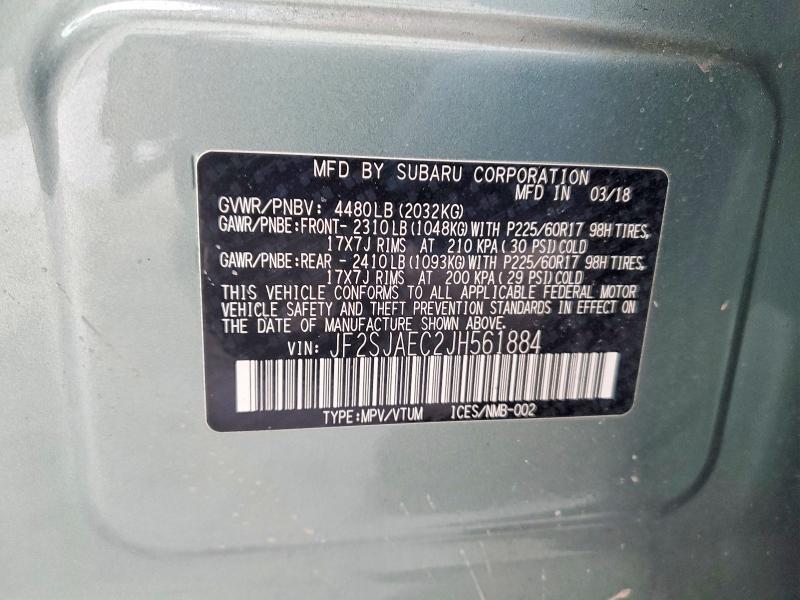 MFD BY SUBARU CORPORATION
MFD IN 03/18
GVWR/PNBV: 4480LB(2032KG)
GAWR/PNBE:FRONT- 2310LB(1048KG)WITH P225/60R17 98H TIRES,
17X7J RIMS AT 210 KPA(30 PSI)COLD
GAWR/PNBE:REAR - 2410LB(1093KG)WITH P225/60R17 98H TIRES,
17X7J RIMS AT 200 KPA(29 PSI)COLD
THIS VEHICLE CONFORMS TO ALL APPLICABLE FEDERAL MOTOR
VEHICLE SAFETY AND THEFT PREVENTION STANDARDS IN EFFECT ON
THE DATE OF MANUFACTURE SHOWN ABOVE.
VIN: JF2SJAEC2JH561884
TYPE:MPV/VTUM ICES/NMB-002